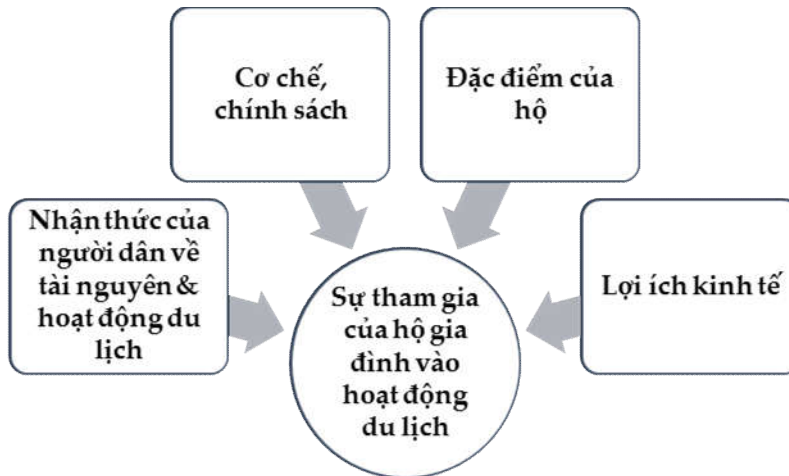 Cơ chế,
chính sách
Đặc điểm của
hộ
Nhận thức của
người dân về
tài nguyên &
hoạt động du
lịch
Lợi ích kinh tế
Sự tham gia
của hộ gia
đình vào
hoạt động
du lịch